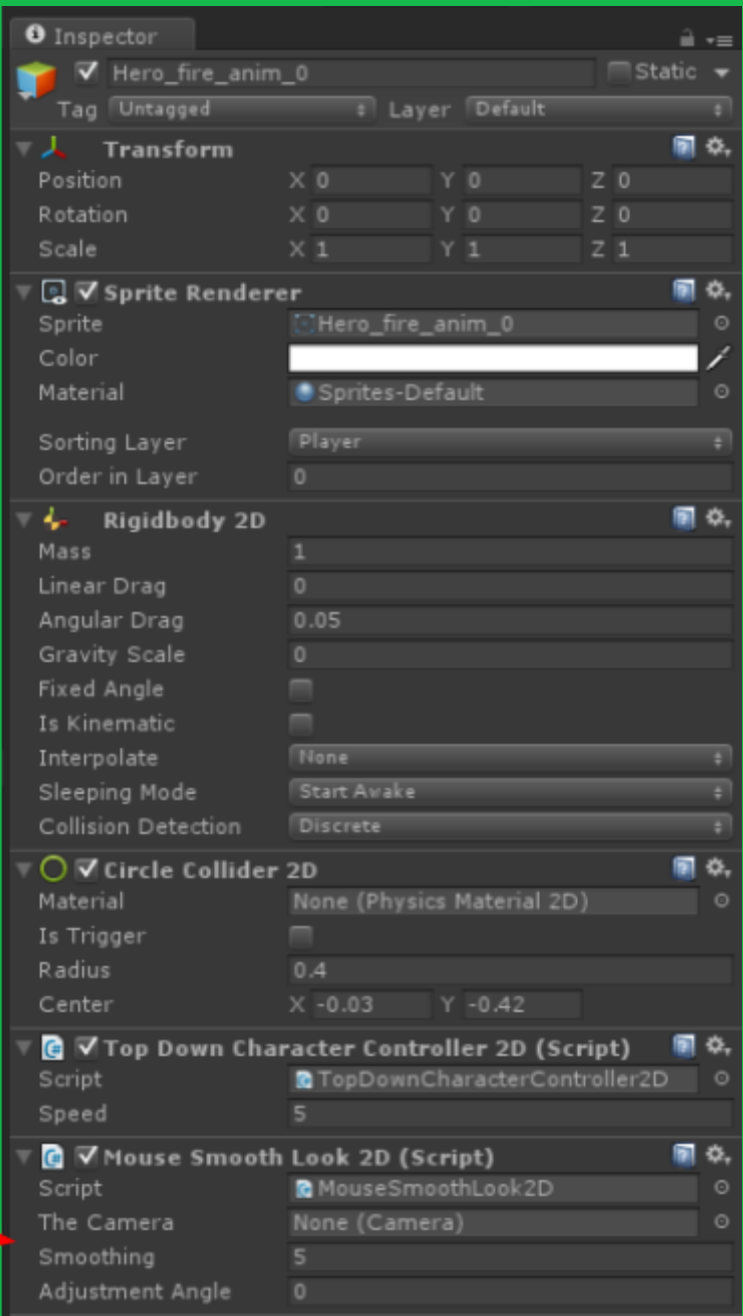 Inspector
Hero_fire_anim_0 Static
Tag Untagged Layer Default
Transform
Position X 0 Y 0 Z 0
Rotation X 0 Y 0 Z 0
Scale X 1 Y 1 Z 1
Sprite Renderer
Sprite Hero_fire_anim_0
Color
Material Sprites-Default
Sorting Layer Player
Order in Layer 0
Rigidbody 2D
Mass 1
Linear Drag 0
Angular Drag 0.05
Gravity Scale 0
Fixed Angle
Is Kinematic
Interpolate None
Sleeping Mode Start Awake
Collision Detection Discrete
Circle Collider 2D
Material None (Physics Material 2D)
Is Trigger
Radius 0.4
Center X -0.03 Y -0.42
Top Down Character Controller 2D (Script)
Script TopDownCharacterController2D
Speed 5
Mouse Smooth Look 2D (Script)
Script MouseSmoothLook2D
The Camera None (Camera)
Smoothing 5
Adjustment Angle 0